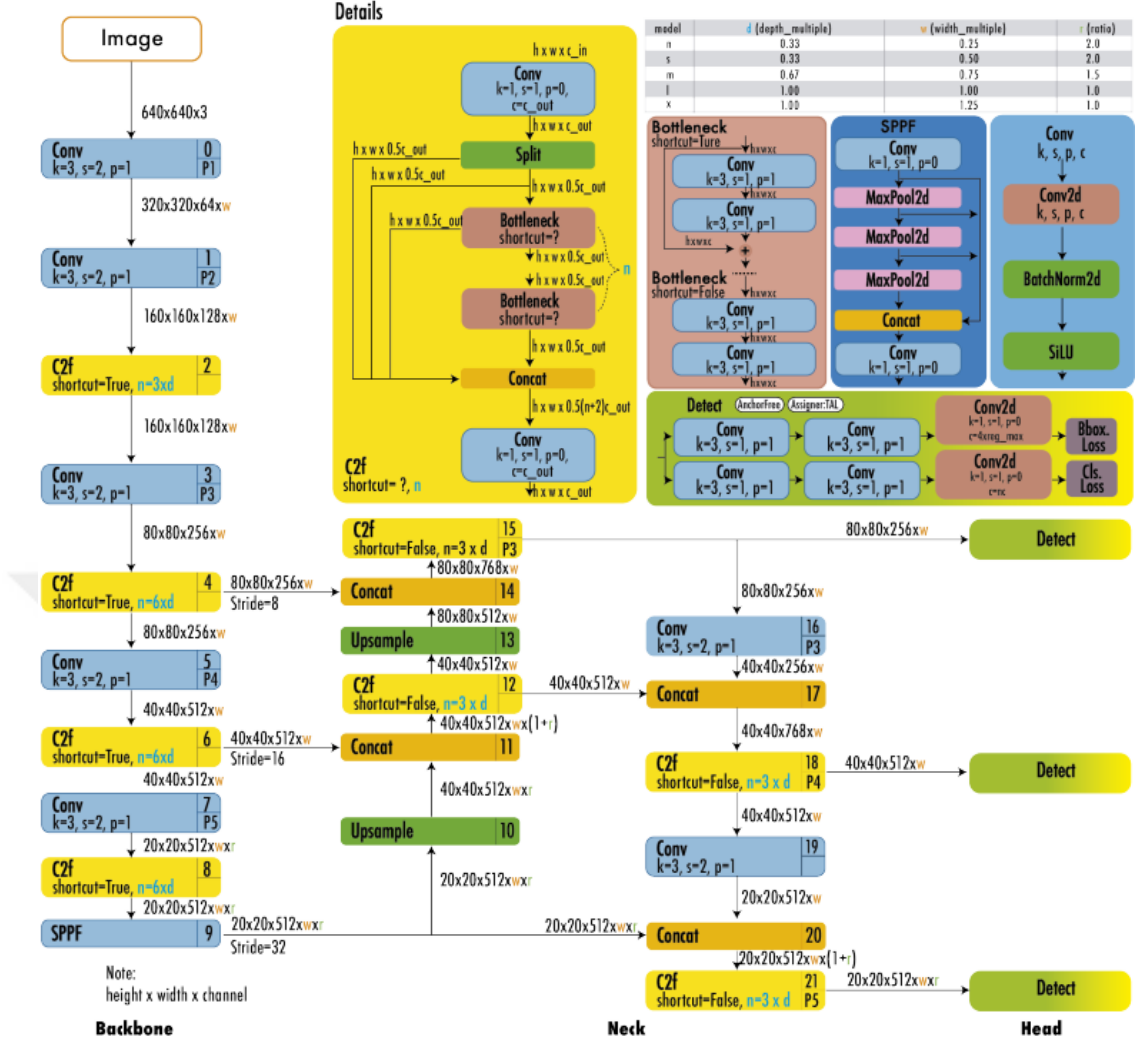 Image
640x640x3
Conv
k=3, s=2, p=1
0
P1
320x320x64xw
Conv
k=3, s=2, p=1
1
P2
160x160x128xw
C2f
shortcut=True, n=3xd
2
160x160x128xw
Conv
k=3, s=2, p=1
3
P3
80x80x256xw
C2f
shortcut=True, n=6xd
4
80x80x256xw
Stride=8
80x80x256xw
Conv
k=3, s=2, p=1
5
P4
40x40x512xw
C2f
shortcut=True, n=6xd
6
40x40x512xw
Stride=16
40x40x512xw
Conv
k=3, s=2, p=1
7
P5
20x20x512xwxr
C2f
shortcut=True, n=6xd
8
20x20x512xwxr
SPPF
9
20x20x512xwxr
Stride=32
Note:
height x width x channel
Backbone
Details
h x w x c_in
Conv
k=1, s=1, p=0,
c=c_out
h x w x c_out
Split
h x w x 0.5c_out
h x w x 0.5c_out
h x w x 0.5c_out
h x w x 0.5c_out
Bottleneck
shortcut=?
h x w x 0.5c_out
n
h x w x 0.5c_out
Bottleneck
shortcut=?
h x w x 0.5c_out
Concat
h x w x 0.5(n+2)c_out
Conv
k=1, s=1, p=0,
c=c_out
h x w x c_out
C2f
shortcut= ?, n
model d (depth_multiple) w (width_multiple) r (ratio)
n 0.33 0.25 2.0
s 0.33 0.50 2.0
m 0.67 0.75 1.5
l 1.00 1.00 1.0
x 1.00 1.25 1.0
Bottleneck
shortcut=Ture
hxwxc
Conv
k=3, s=1, p=1
Conv
k=3, s=1, p=1
hxwxc
+
hxwxc
Bottleneck
shortcut=False
hxwxc
Conv
k=3, s=1, p=1
hxwxc
Conv
k=3, s=1, p=1
hxwxc
SPPF
Conv
k=1, s=1, p=0
MaxPool2d
MaxPool2d
MaxPool2d
Concat
Conv
k=1, s=1, p=0
Conv
k, s, p, c
Conv2d
k, s, p, c
BatchNorm2d
SiLU
Detect
AnchorFree
Assigner:TAL
Conv
k=3, s=1, p=1
Conv
k=3, s=1, p=1
Conv2d
k=1, s=1, p=0
c=4xreg_max
Bbox.
Loss
Conv
k=3, s=1, p=1
Conv
k=3, s=1, p=1
Conv2d
k=1, s=1, p=0
c=nc
Cls.
Loss
C2f
shortcut=False, n=3 x d
15
P3
80x80x256xw
80x80x768xw
Concat
14
80x80x512xw
Upsample
13
40x40x512xw
C2f
shortcut=False, n=3 x d
12
40x40x512xw
40x40x512xwx(1+r)
Concat
11
40x40x512xwxr
Upsample
10
20x20x512xwxr
20x20x512xwxr
80x80x256xw
Conv
k=3, s=2, p=1
16
P3
40x40x256xw
Concat
17
40x40x768xw
C2f
shortcut=False, n=3 x d
18
P4
40x40x512xw
40x40x512xw
Conv
k=3, s=2, p=1
19
20x20x512xw
Concat
20
20x20x512xwx(1+r)
C2f
shortcut=False, n=3 x d
21
P5
20x20x512xwxr
Neck
Detect
Detect
Detect
Head